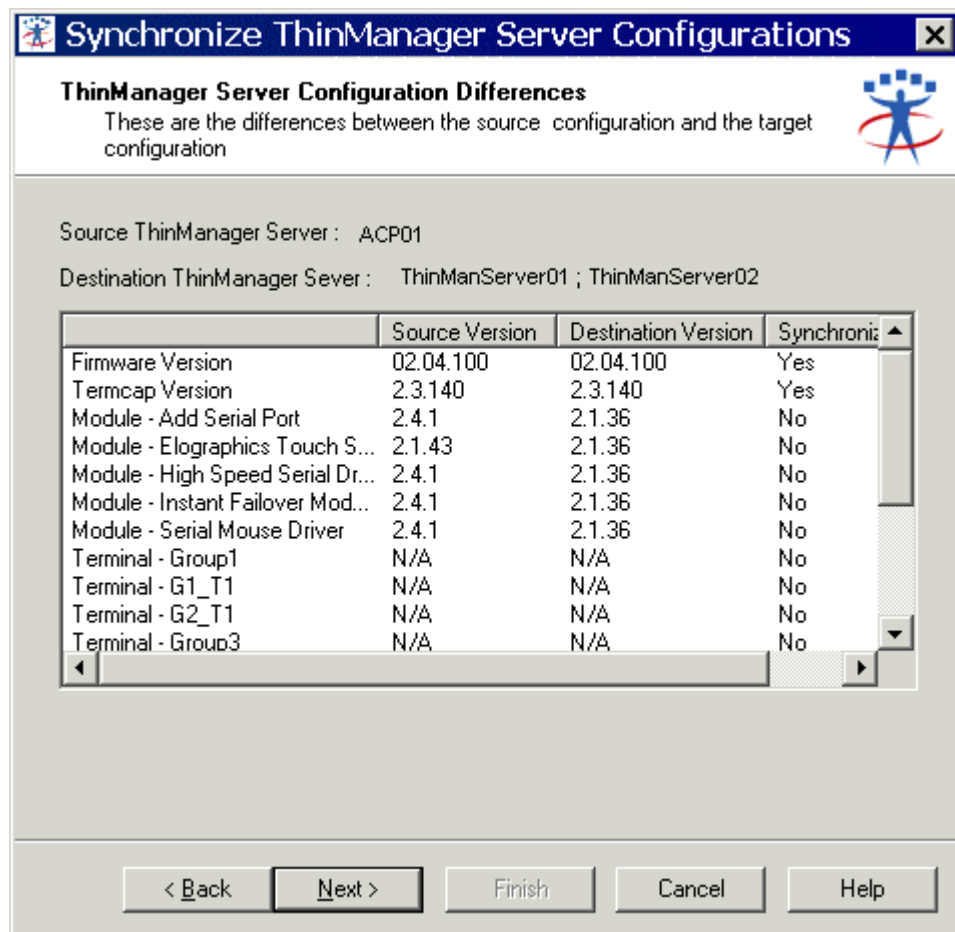 Synchronize ThinManager Server Configurations
ThinManager Server Configuration Differences
These are the differences between the source configuration and the target
configuration
Source ThinManager Server : ACP01
Destination ThinManager Sever : ThinManServer01 ; ThinManServer02
Source Version Destination Version Synchroniz
Firmware Version 02.04.100 02.04.100 Yes
Termcap Version 2.3.140 2.3.140 Yes
Module - Add Serial Port 2.4.1 2.1.36 No
Module - Elographics Touch S... 2.1.43 2.1.36 No
Module - High Speed Serial Dr... 2.4.1 2.1.36 No
Module - Instant Failover Mod... 2.4.1 2.1.36 No
Module - Serial Mouse Driver 2.4.1 2.1.36 No
Terminal - Group1 N/A N/A No
Terminal - G1_T1 N/A N/A No
Terminal - G2_T1 N/A N/A No
Terminal - Group3 N/A N/A No
< Back Next > Finish Cancel Help